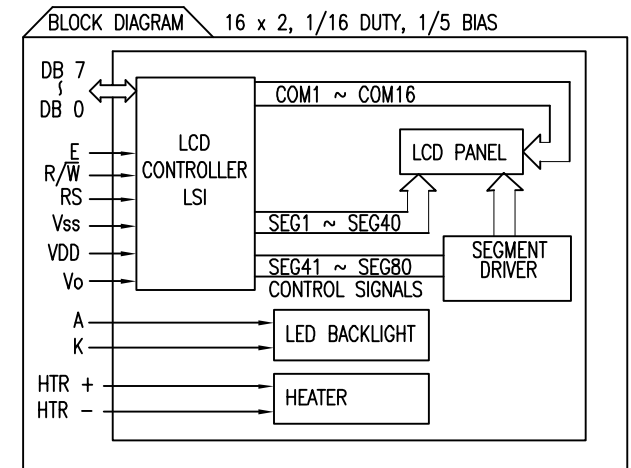 BLOCK DIAGRAM 16 x 2, 1/16 DUTY, 1/5 BIAS
DB 7
~
DB 0
E
R/W̅
RS
Vss
VDD
Vo
LCD
CONTROLLER
LSI
COM1 ~ COM16
LCD PANEL
SEG1 ~ SEG40
SEG41 ~ SEG80
CONTROL SIGNALS
SEGMENT
DRIVER
A
K
LED BACKLIGHT
HTR +
HTR -
HEATER